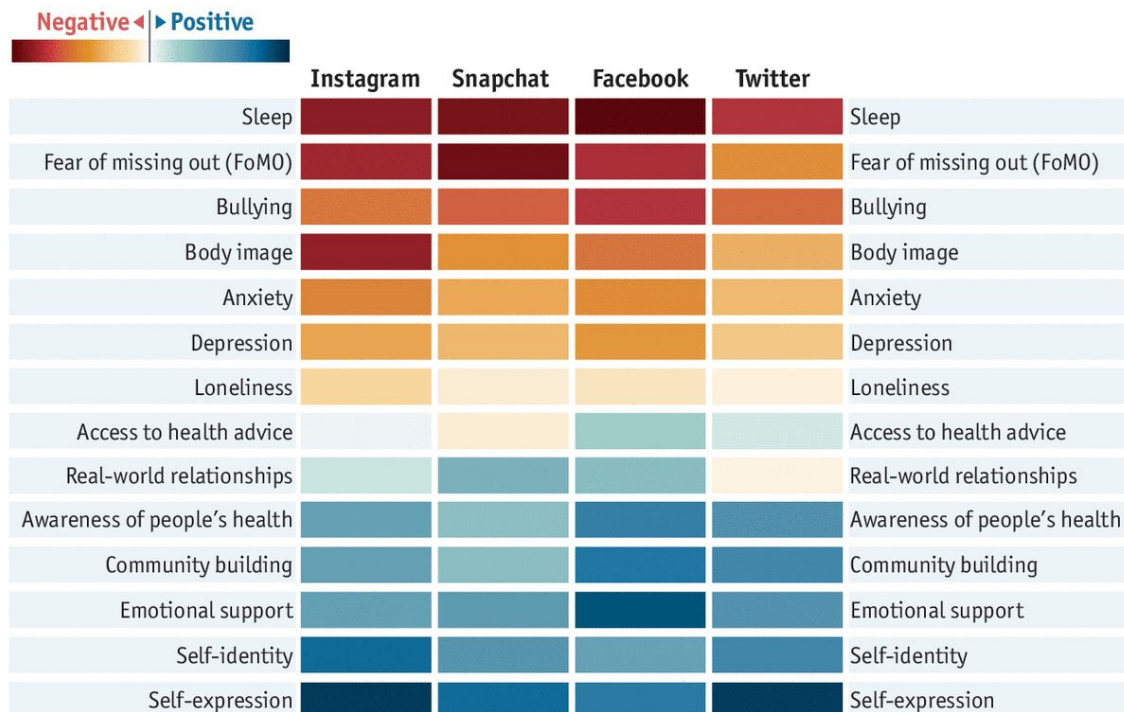 Negative Positive
Instagram Snapchat Facebook Twitter
Sleep Sleep
Fear of missing out (FoMO) Fear of missing out (FoMO)
Bullying Bullying
Body image Body image
Anxiety Anxiety
Depression Depression
Loneliness Loneliness
Access to health advice Access to health advice
Real-world relationships Real-world relationships
Awareness of people's health Awareness of people's health
Community building Community building
Emotional support Emotional support
Self-identity Self-identity
Self-expression Self-expression